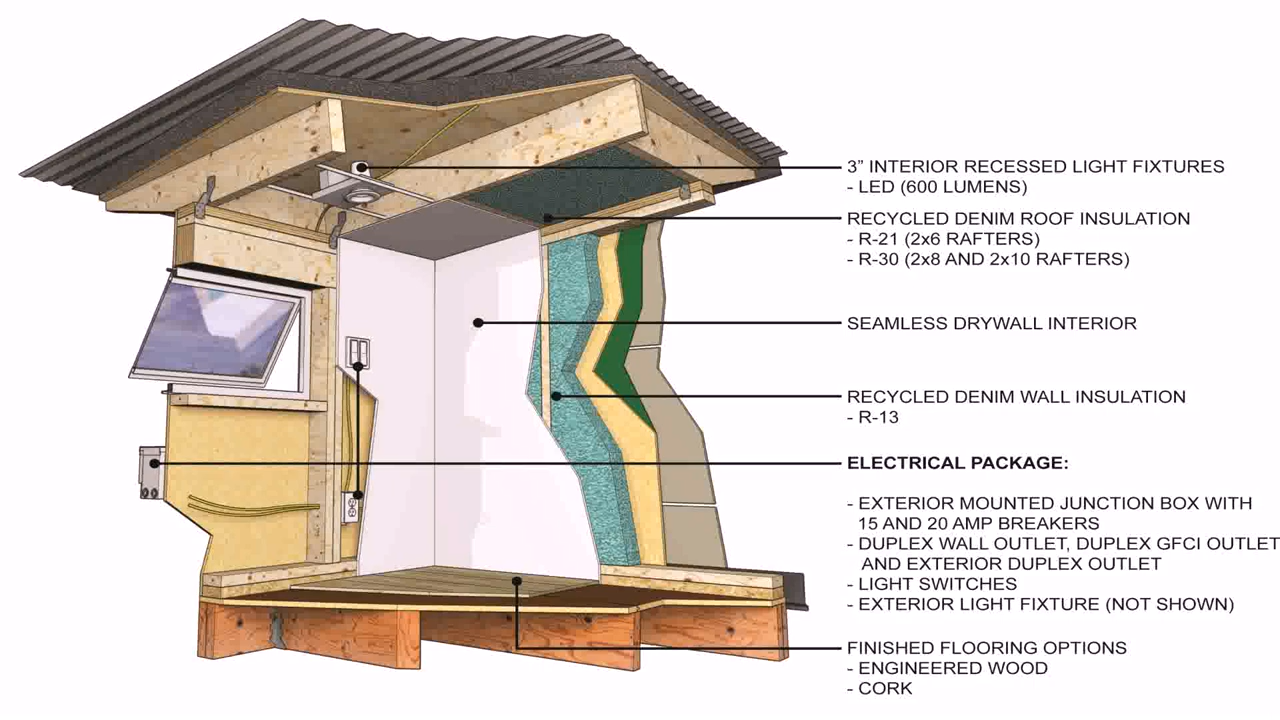 3” INTERIOR RECESSED LIGHT FIXTURES
- LED (600 LUMENS)
RECYCLED DENIM ROOF INSULATION
- R-21 (2x6 RAFTERS)
- R-30 (2x8 AND 2x10 RAFTERS)
SEAMLESS DRYWALL INTERIOR
RECYCLED DENIM WALL INSULATION
- R-13
ELECTRICAL PACKAGE:
- EXTERIOR MOUNTED JUNCTION BOX WITH
15 AND 20 AMP BREAKERS
- DUPLEX WALL OUTLET, DUPLEX GFCI OUTLET
AND EXTERIOR DUPLEX OUTLET
- LIGHT SWITCHES
- EXTERIOR LIGHT FIXTURE (NOT SHOWN)
FINISHED FLOORING OPTIONS
- ENGINEERED WOOD
- CORK